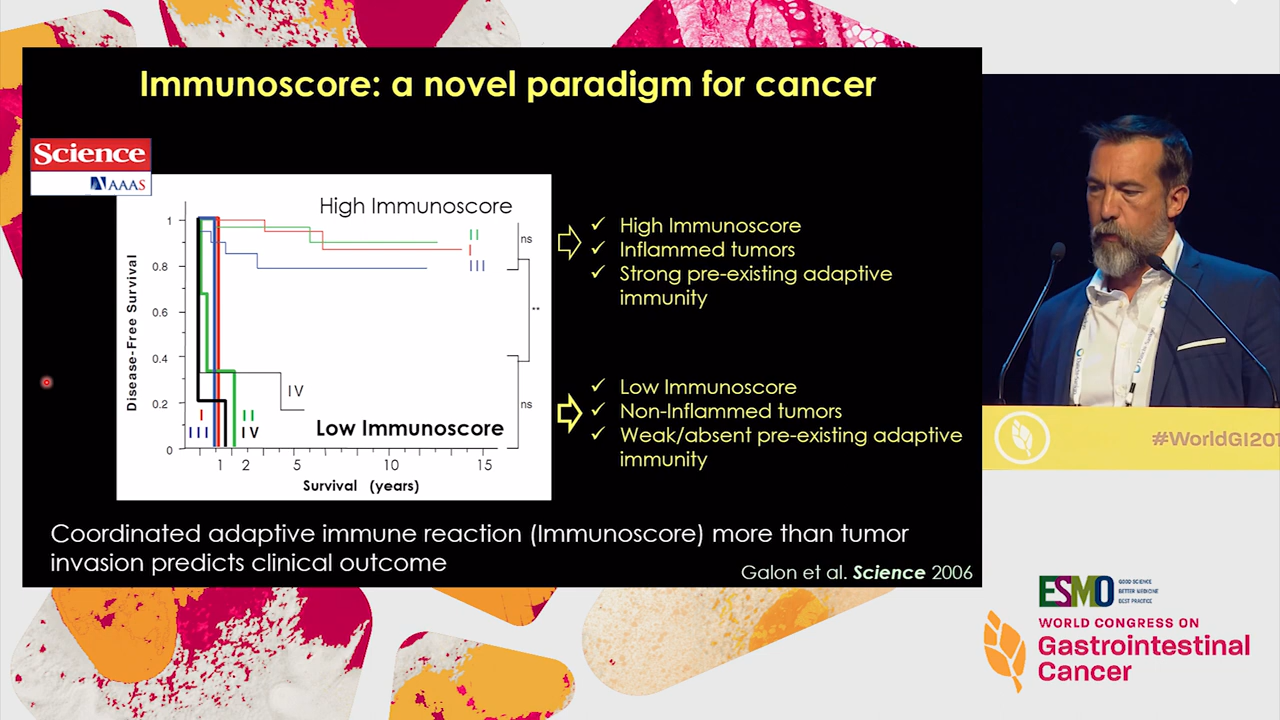 Immunoscore: a novel paradigm for cancer
Science
AAAS
High Immunoscore
Disease-Free Survival
1
0.8
0.6
0.4
0.2
0
II
I
III
ns
**
ns
IV
I II
III IV
Low Immunoscore
1 2 5 10 15
Survival (years)
✓ High Immunoscore
✓ Inflammed tumors
✓ Strong pre-existing adaptive
immunity
✓ Low Immunoscore
✓ Non-Inflammed tumors
✓ Weak/absent pre-existing adaptive
immunity
Coordinated adaptive immune reaction (Immunoscore) more than tumor
invasion predicts clinical outcome
Galon et al. Science 2006
#WorldGI201
ESMO
GOOD SCIENCE
BETTER MEDICINE
BEST PRACTICE
WORLD CONGRESS ON
Gastrointestinal
Cancer